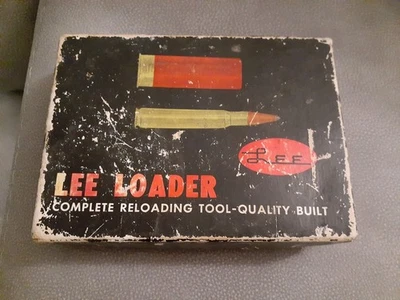 LEE
LEE LOADER
COMPLETE RELOADING TOOL-QUALITY BUILT